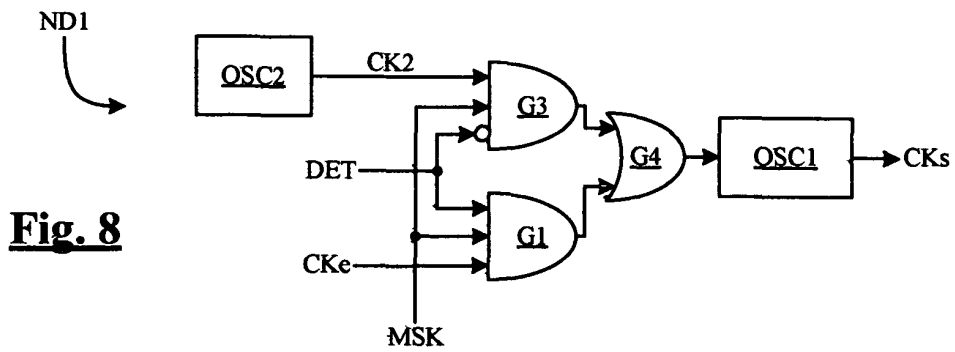 ND1
OSC2
CK2
G3
DET
G4
OSC1
CKs
Fig. 8
G1
CKe
MSK